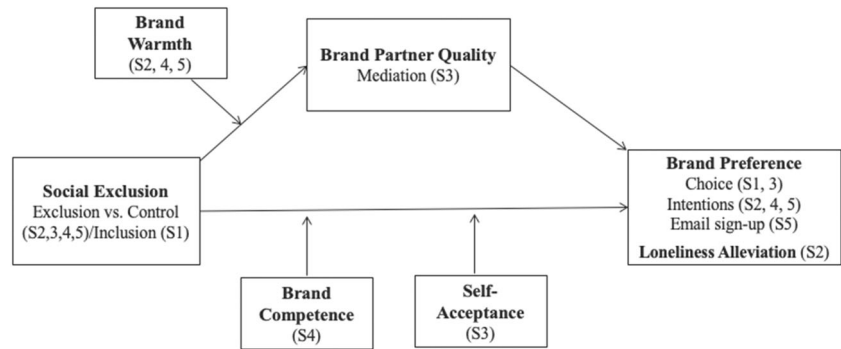 Brand
Warmth
(S2, 4, 5)
Brand Partner Quality
Mediation (S3)
Social Exclusion
Exclusion vs. Control
(S2,3,4,5)/Inclusion (S1)
Brand Preference
Choice (S1, 3)
Intentions (S2, 4, 5)
Email sign-up (S5)
Loneliness Alleviation (S2)
Brand
Competence
(S4)
Self-
Acceptance
(S3)